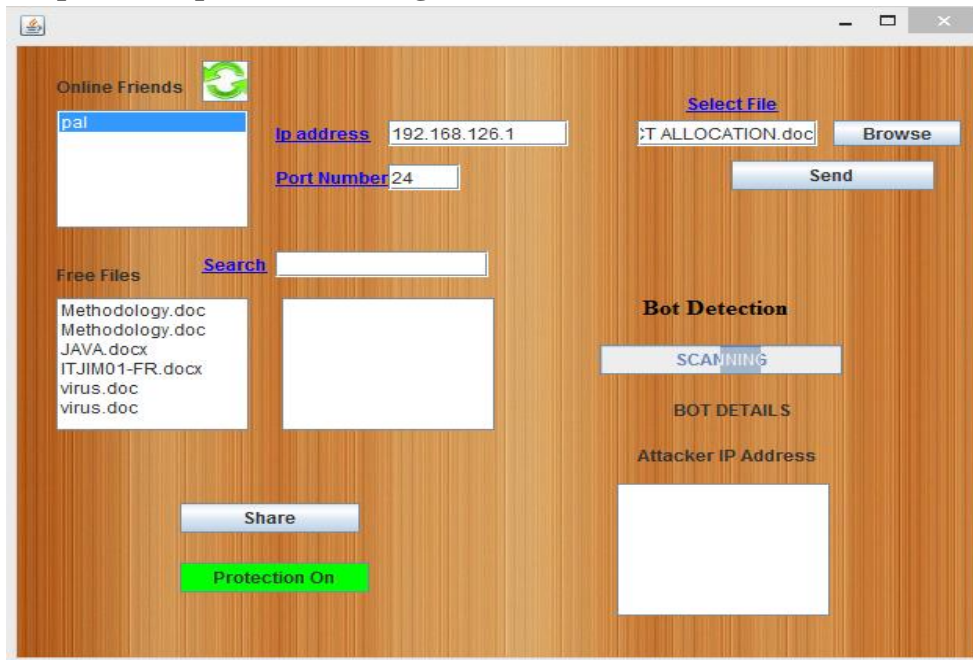 Online Friends
pal
Ip address 192.168.126.1
Port Number 24
Select File
CT ALLOCATION.doc Browse
Send
Search
Free Files
Methodology.doc
Methodology.doc
JAVA.docx
ITJIM01-FR.docx
virus.doc
virus.doc
Bot Detection
SCANNING
BOT DETAILS
Attacker IP Address
Share
Protection On